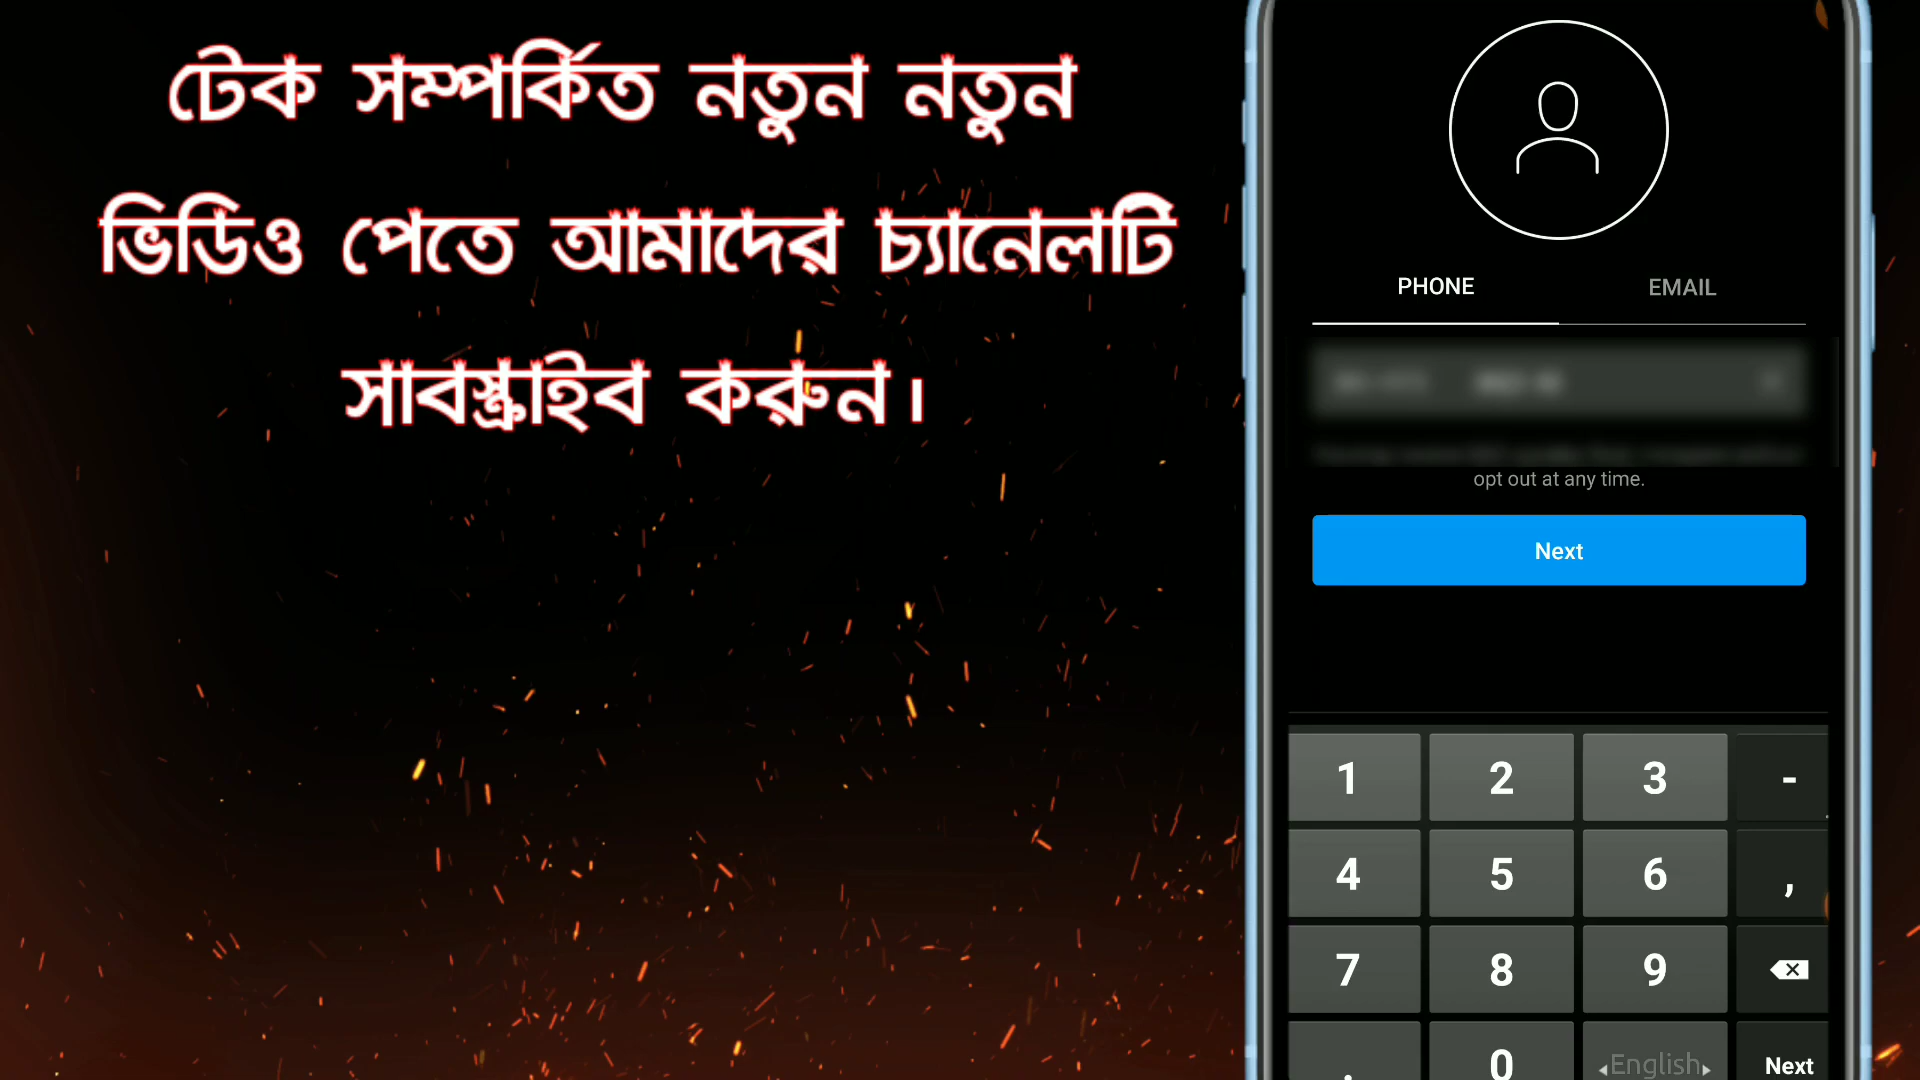 টেক সম্পর্কিত নতুন নতুন
ভিডিও পেতে আমাদের চ্যানেলটি
সাবস্ক্রাইব করুন।
PHONE
EMAIL
opt out at any time.
Next
1 2 3 -
4 5 6 ,
7 8 9
. 0 English Next